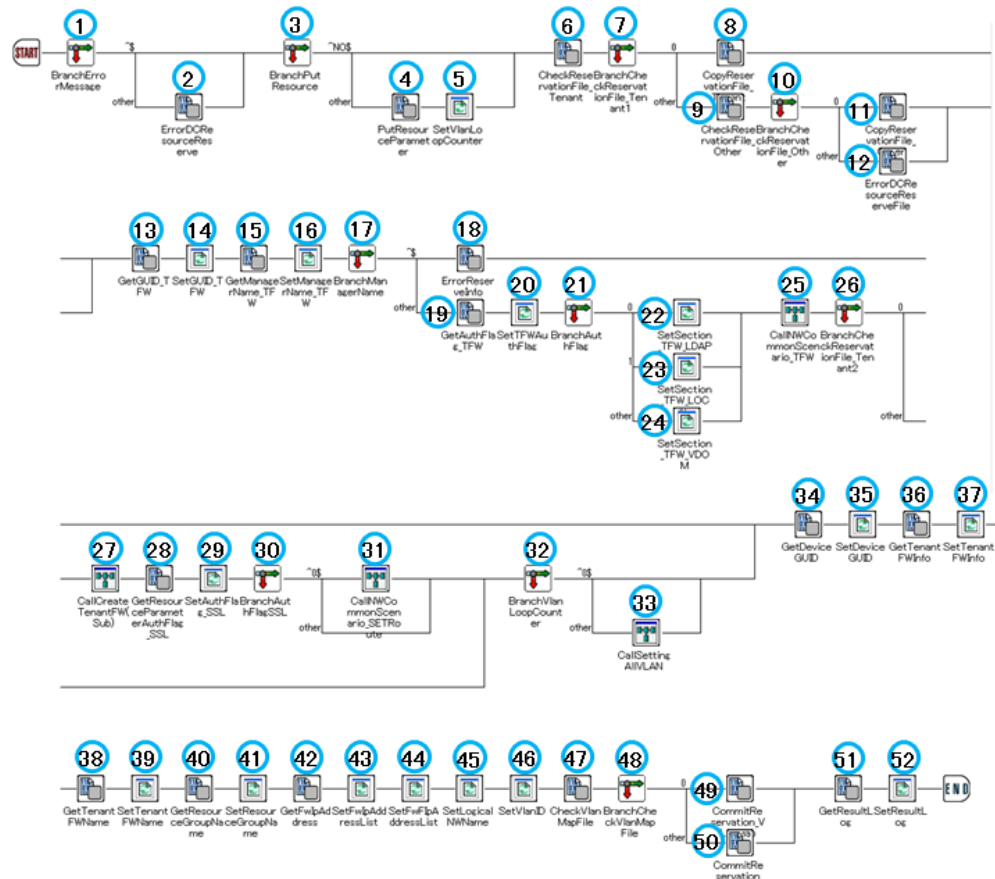 1
START
BranchErro
rMessage
^$
other
2
ErrorDCRe
sourceRes
erve
3
BranchPut
Resource
^NO$
other
4
PutResour
ceParamet
er
5
SetVlanLo
opCounter
6
CheckRese
rvationFile_
Tenant
7
BranchChe
ckReservat
ionFile_Ten
ant1
0
other
8
CopyReser
vationFile_
9
CheckRese
rvationFile_
Other
10
BranchChe
ckReservat
ionFile_Oth
er
0
other
11
CopyReser
vationFile_
12
ErrorDCRe
sourceRes
erveFile
13
GetGUID_T
FW
14
SetGUID_T
FW
15
GetManage
rName_TF
W
16
SetManage
rName_TF
W
17
BranchMan
agerName
^$
other
18
ErrorReser
veInfo
19
GetAuthFla
g_TFW
20
SetTFWAu
thFlag
21
BranchAut
hFlag
0
1
other
22
SetSection
_TFW_LDAP
23
SetSection
_TFW_LOC
24
SetSection
_TFW_VDO
M
25
CallNWCo
mmonScen
ario_TFW
26
BranchChe
ckReservat
ionFile_Ten
ant2
0
other
27
CallCreate
TenantFW(
Sub)
28
GetResour
ceParamet
erAuthFlag
_SSL
29
SetAuthFla
g_SSL
30
BranchAut
hFlagSSL
^0$
other
31
CallNWCo
mmonScen
ario_SETRo
ute
32
BranchVlan
LoopCount
er
^0$
other
33
CallSetting
AllVLAN
34
GetDevice
GUID
35
SetDevice
GUID
36
GetTenant
FWInfo
37
SetTenant
FWInfo
38
GetTenant
FWName
39
SetTenant
FWName
40
GetResour
ceGroupNa
me
41
SetResour
ceGroupNa
me
42
GetFwIpAd
dress
43
SetFwIpAdd
ressList
44
SetFwFIpA
ddressList
45
SetLogical
NWName
46
SetVlanID
47
CheckVlan
MapFile
48
BranchChe
ckVlanMap
File
0
other
49
CommitRe
servation_V
50
CommitRe
servation
51
GetResultL
og
52
SetResultL
og
END